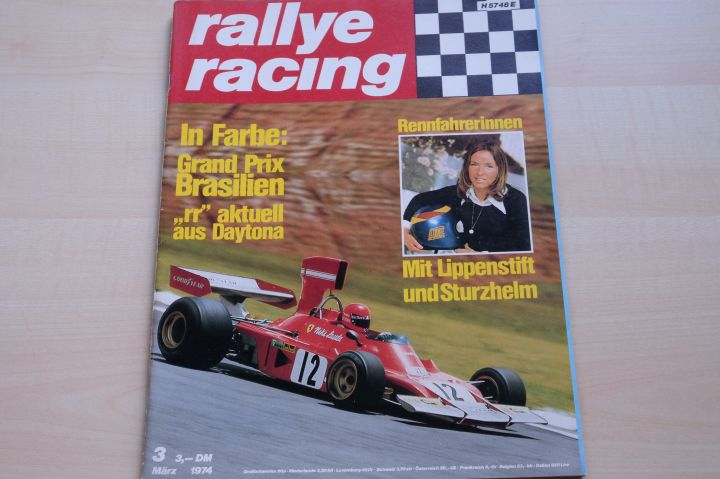 rallye
racing
H 5748 E
In Farbe:
Grand Prix
Brasilien
„rr” aktuell
aus Daytona
Rennfahrerinnen
Mit Lippenstift
und Sturzhelm
GOODYEAR
Niki Lauda
12
12
3 3,— DM
März 1974